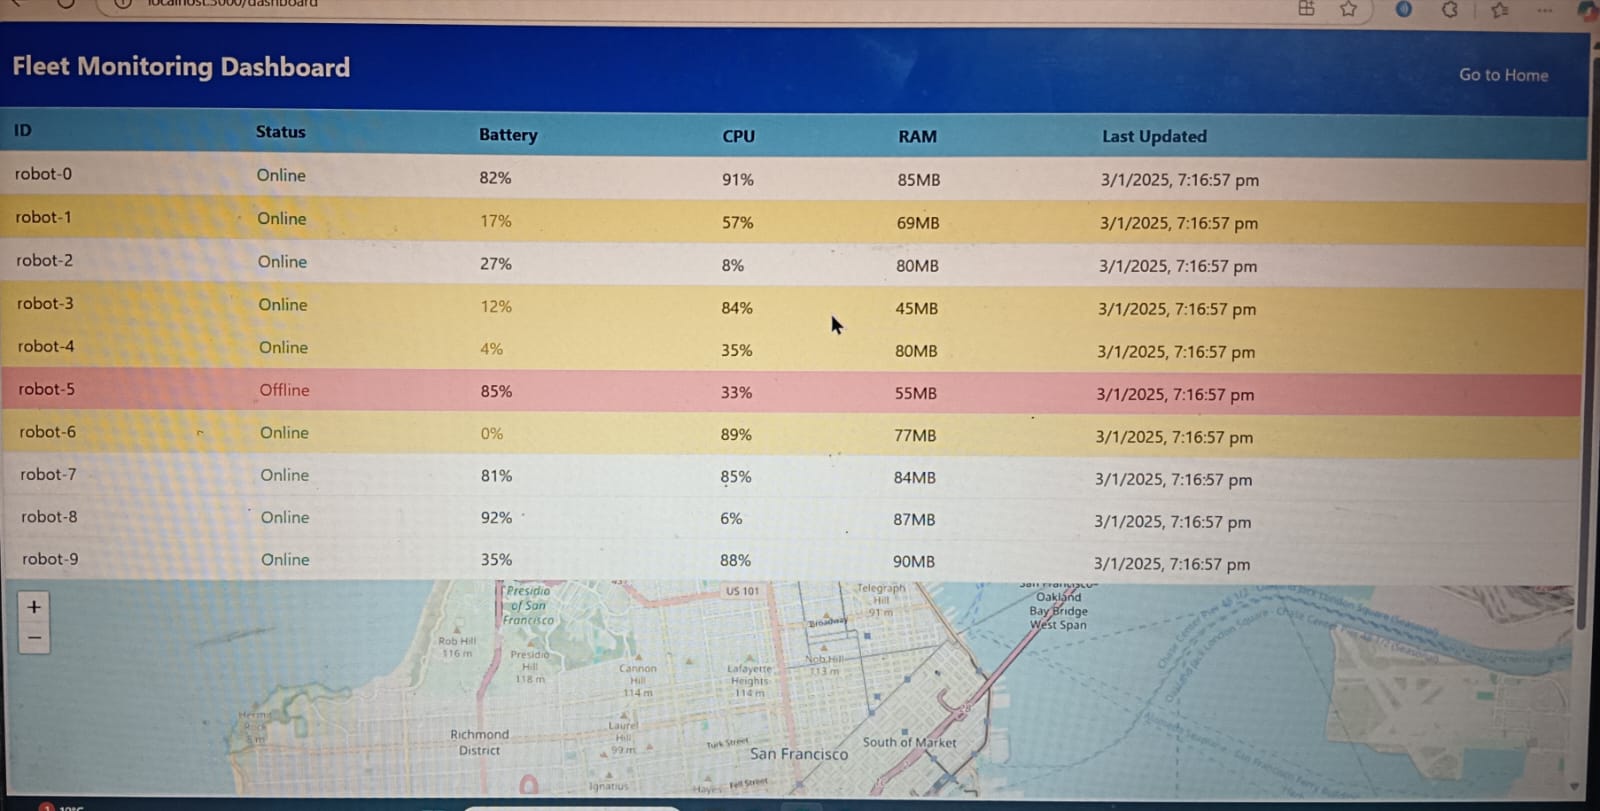 localhost:3000/dashboard
Fleet Monitoring Dashboard
Go to Home
ID Status Battery CPU RAM Last Updated
robot-0 Online 82% 91% 85MB 3/1/2025, 7:16:57 pm
robot-1 Online 17% 57% 69MB 3/1/2025, 7:16:57 pm
robot-2 Online 27% 8% 80MB 3/1/2025, 7:16:57 pm
robot-3 Online 12% 84% 45MB 3/1/2025, 7:16:57 pm
robot-4 Online 4% 35% 80MB 3/1/2025, 7:16:57 pm
robot-5 Offline 85% 33% 55MB 3/1/2025, 7:16:57 pm
robot-6 Online 0% 89% 77MB 3/1/2025, 7:16:57 pm
robot-7 Online 81% 85% 84MB 3/1/2025, 7:16:57 pm
robot-8 Online 92% 6% 87MB 3/1/2025, 7:16:57 pm
robot-9 Online 35% 88% 90MB 3/1/2025, 7:16:57 pm
+
−
Presidio
of San
Francisco
US 101
Telegraph
Hill
91 m
San Francisco–
Oakland
Bay Bridge
West Span
Broadway
Rob Hill
116 m
Presidio
Hill
118 m
Cannon
Hill
114 m
Lafayette
Heights
114 m
Nob Hill
113 m
Laurel
Hill
99 m
Richmond
District
Turk Street
San Francisco
South of Market
Ignatius
Hayes
Fell Street